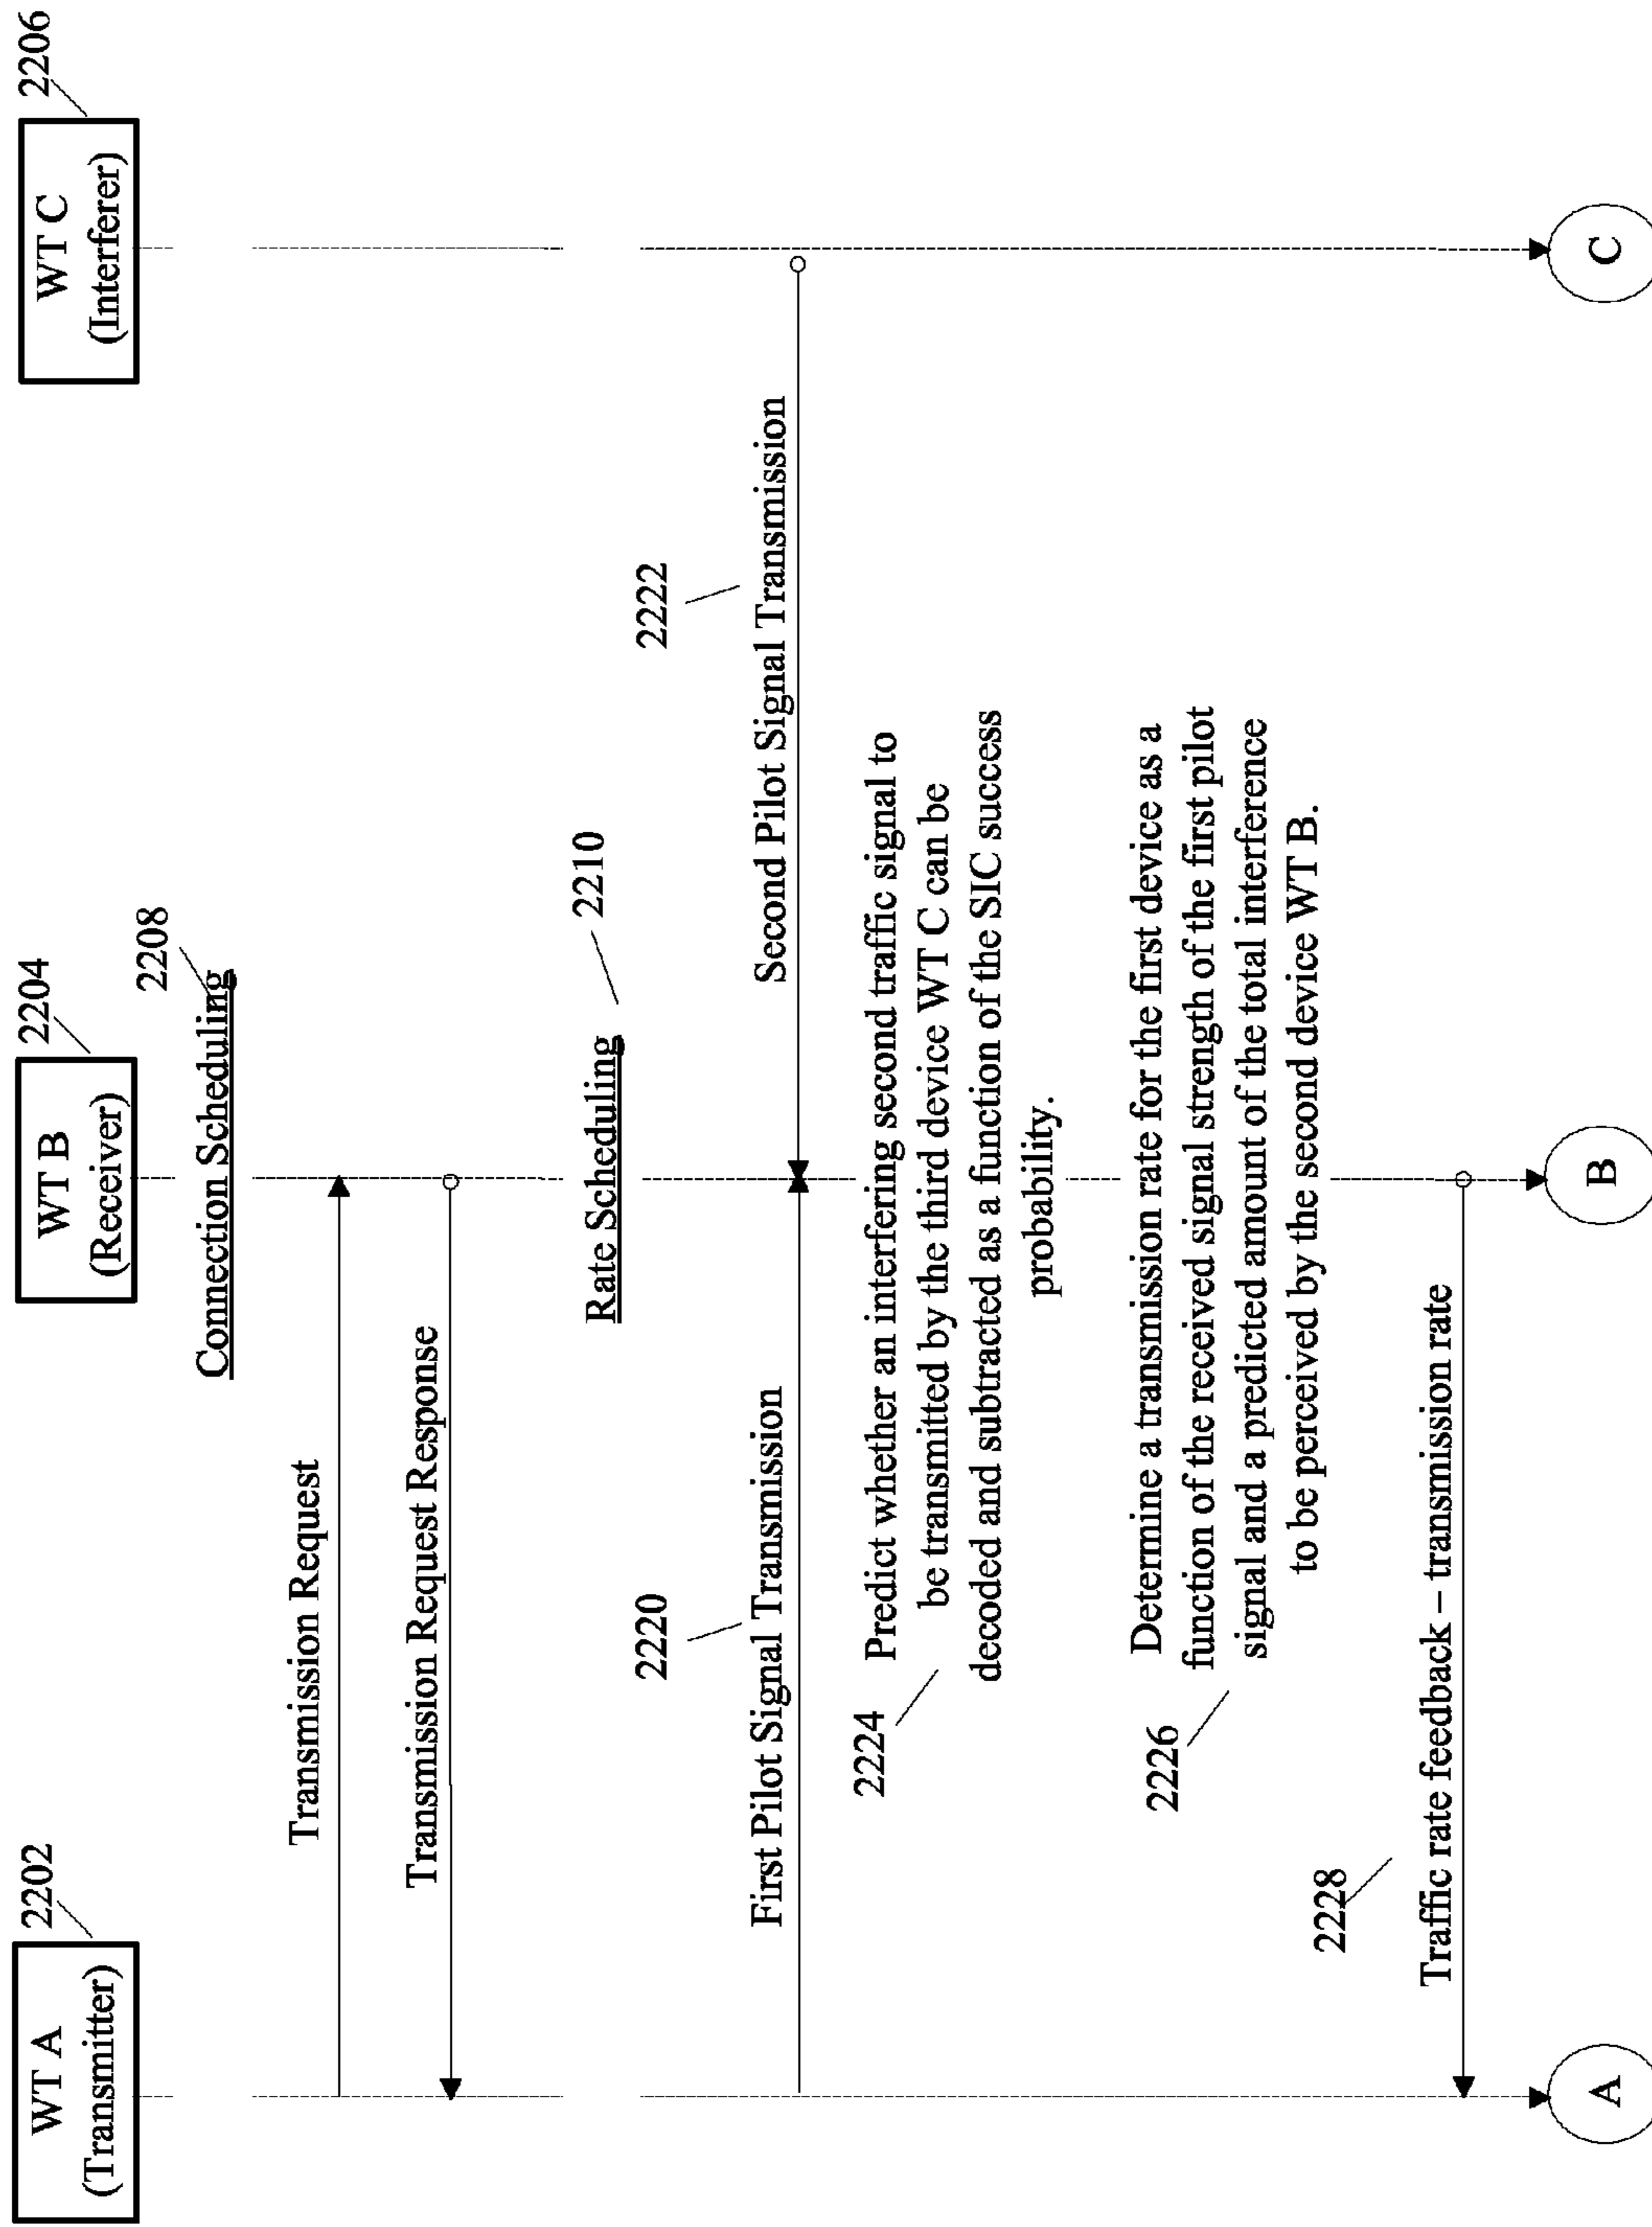 2202
WT A
(Transmitter)
2204
WT B
(Receiver)
2206
WT C
(Interferer)
2208
Connection Scheduling
Transmission Request
Transmission Request Response
Rate Scheduling
2210
2220
First Pilot Signal Transmission
2222
Second Pilot Signal Transmission
2224
Predict whether an interfering second traffic signal to
be transmitted by the third device WT C can be
decoded and subtracted as a function of the SIC success
probability.
2226
Determine a transmission rate for the first device as a
function of the received signal strength of the first pilot
signal and a predicted amount of the total interference
to be perceived by the second device WT B.
2228
Traffic rate feedback – transmission rate
A
B
C